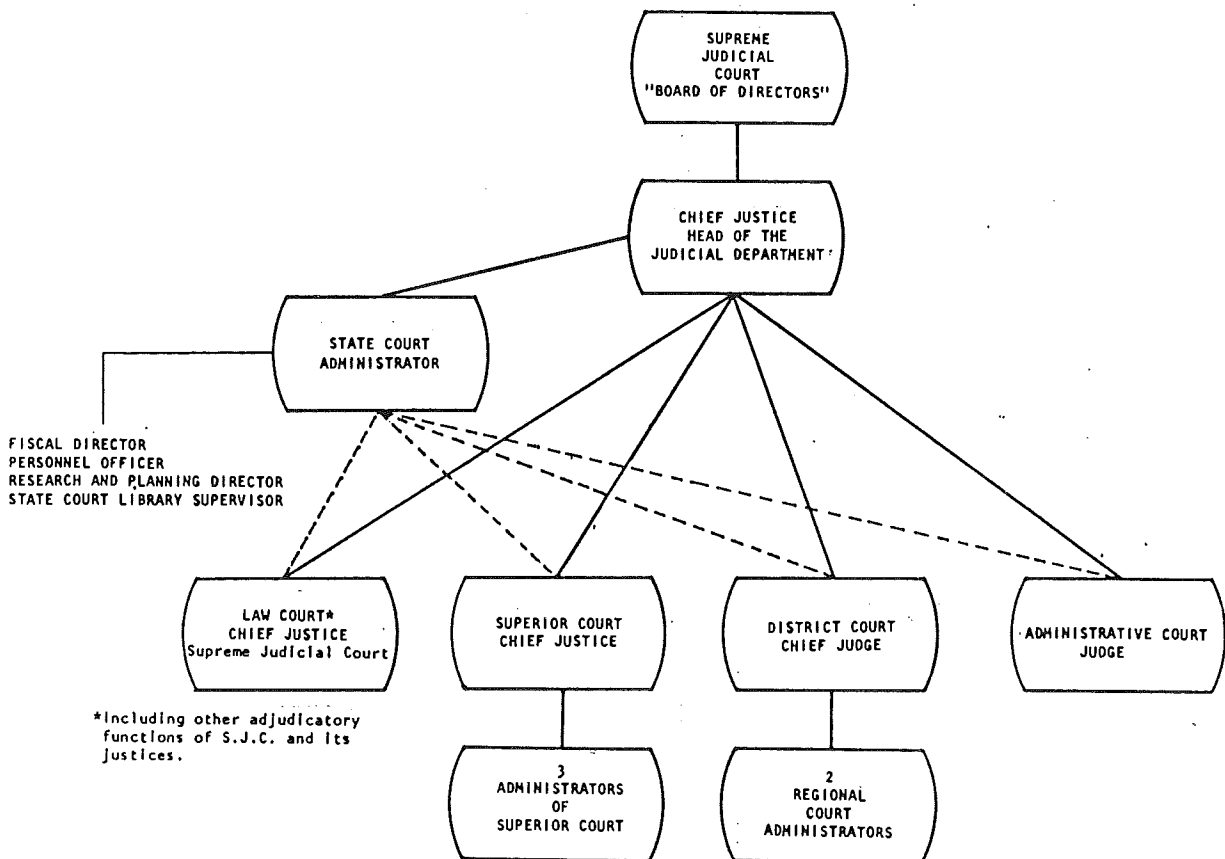 SUPREME
JUDICIAL
COURT
"BOARD OF DIRECTORS"
CHIEF JUSTICE
HEAD OF THE
JUDICIAL DEPARTMENT
STATE COURT
ADMINISTRATOR
FISCAL DIRECTOR
PERSONNEL OFFICER
RESEARCH AND PLANNING DIRECTOR
STATE COURT LIBRARY SUPERVISOR
LAW COURT*
CHIEF JUSTICE
Supreme Judicial Court
SUPERIOR COURT
CHIEF JUSTICE
DISTRICT COURT
CHIEF JUDGE
ADMINISTRATIVE COURT
JUDGE
*Including other adjudicatory
functions of S.J.C. and its
justices.
3
ADMINISTRATORS
OF
SUPERIOR COURT
2
REGIONAL
COURT
ADMINISTRATORS